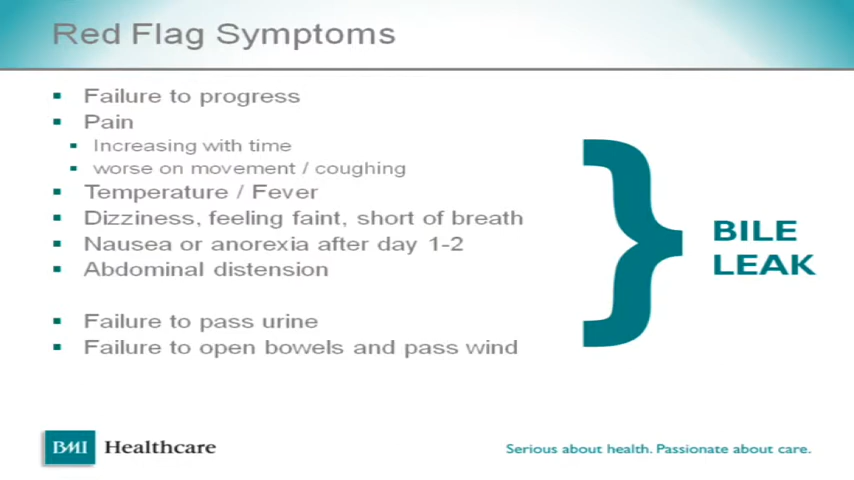 Red Flag Symptoms
Failure to progress
Pain
Increasing with time
worse on movement / coughing
Temperature / Fever
Dizziness, feeling faint, short of breath
Nausea or anorexia after day 1-2
Abdominal distension
Failure to pass urine
Failure to open bowels and pass wind
BILE
LEAK
BMI Healthcare
Serious about health. Passionate about care.